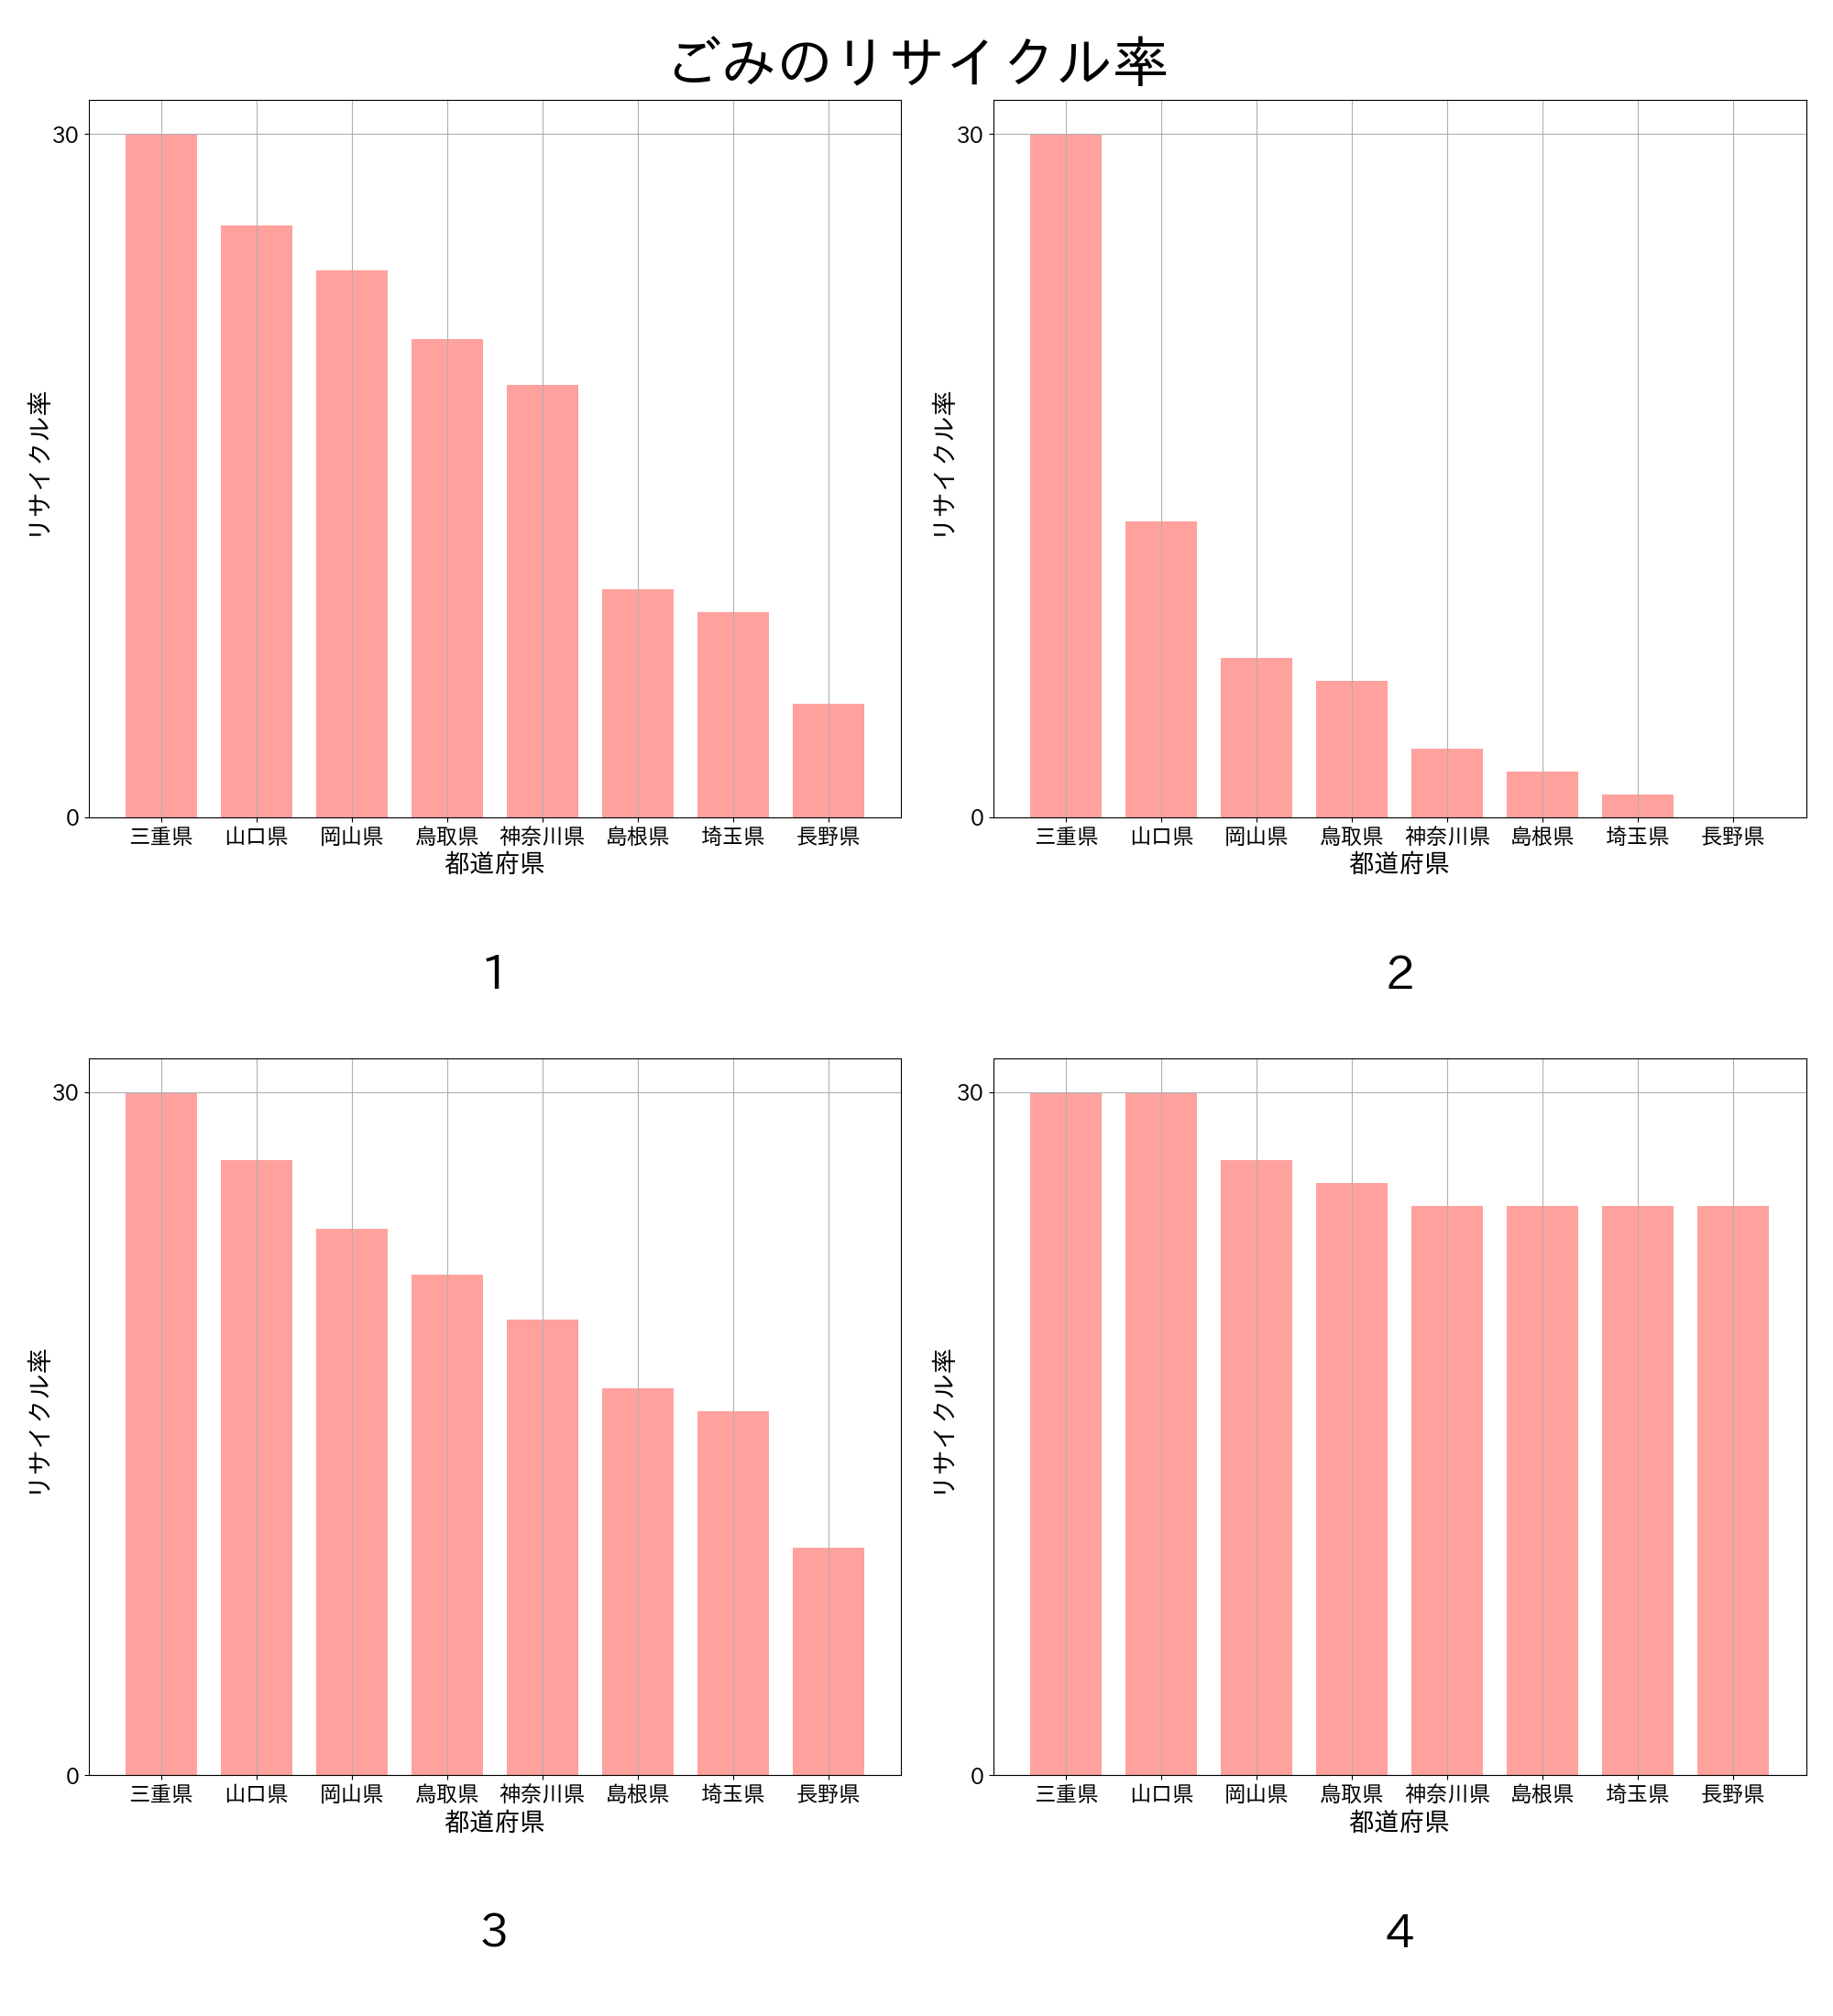 ごみのリサイクル率
30
0
リサイクル率
三重県 山口県 岡山県 鳥取県 神奈川県 島根県 埼玉県 長野県
都道府県
1
30
0
リサイクル率
三重県 山口県 岡山県 鳥取県 神奈川県 島根県 埼玉県 長野県
都道府県
2
30
0
リサイクル率
三重県 山口県 岡山県 鳥取県 神奈川県 島根県 埼玉県 長野県
都道府県
3
30
0
リサイクル率
三重県 山口県 岡山県 鳥取県 神奈川県 島根県 埼玉県 長野県
都道府県
4